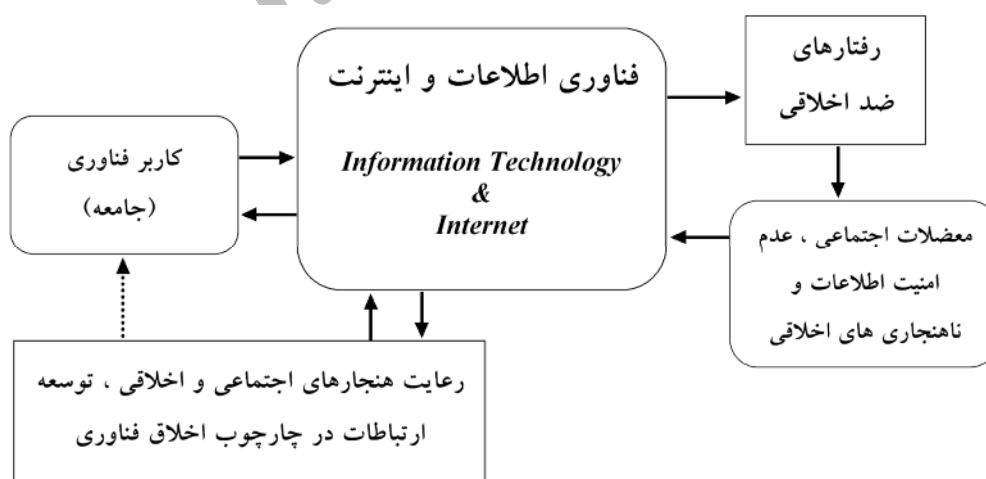 فناوری اطلاعات و اینترنت
Information Technology
&
Internet
رفتارهای
ضد اخلاقی
کاربر فناوری
(جامعه)
معضلات اجتماعی ، عدم
امنیت اطلاعات و
ناهنجاری های اخلاقی
رعایت هنجارهای اجتماعی و اخلاقی ، توسعه
ارتباطات در چارچوب اخلاق فناوری